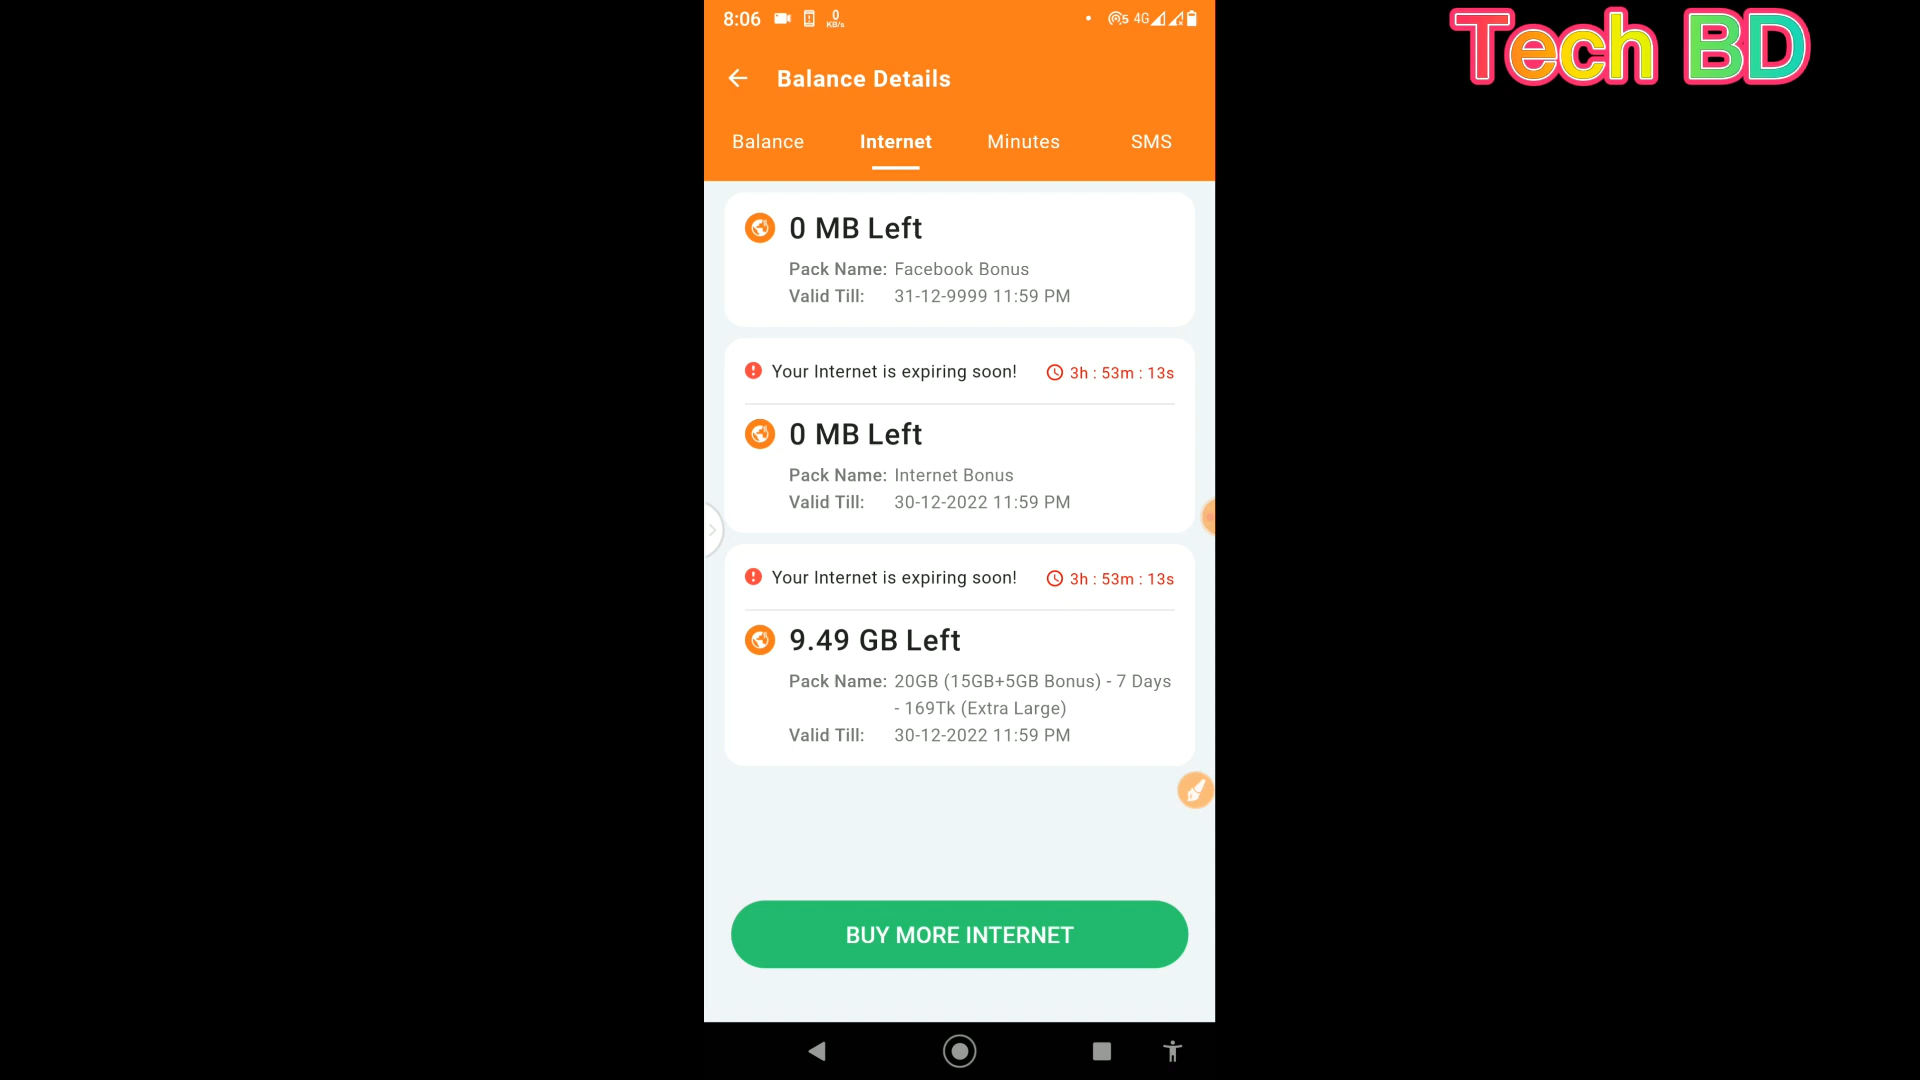 8:06 0 KB/s 5 4G
Tech BD
Balance Details
Balance Internet Minutes SMS
0 MB Left
Pack Name: Facebook Bonus
Valid Till: 31-12-9999 11:59 PM
Your Internet is expiring soon! 3h : 53m : 13s
0 MB Left
Pack Name: Internet Bonus
Valid Till: 30-12-2022 11:59 PM
Your Internet is expiring soon! 3h : 53m : 13s
9.49 GB Left
Pack Name: 20GB (15GB+5GB Bonus) - 7 Days
- 169Tk (Extra Large)
Valid Till: 30-12-2022 11:59 PM
BUY MORE INTERNET